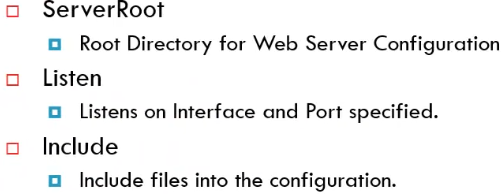 ServerRoot
Root Directory for Web Server Configuration
Listen
Listens on Interface and Port specified.
Include
Include files into the configuration.